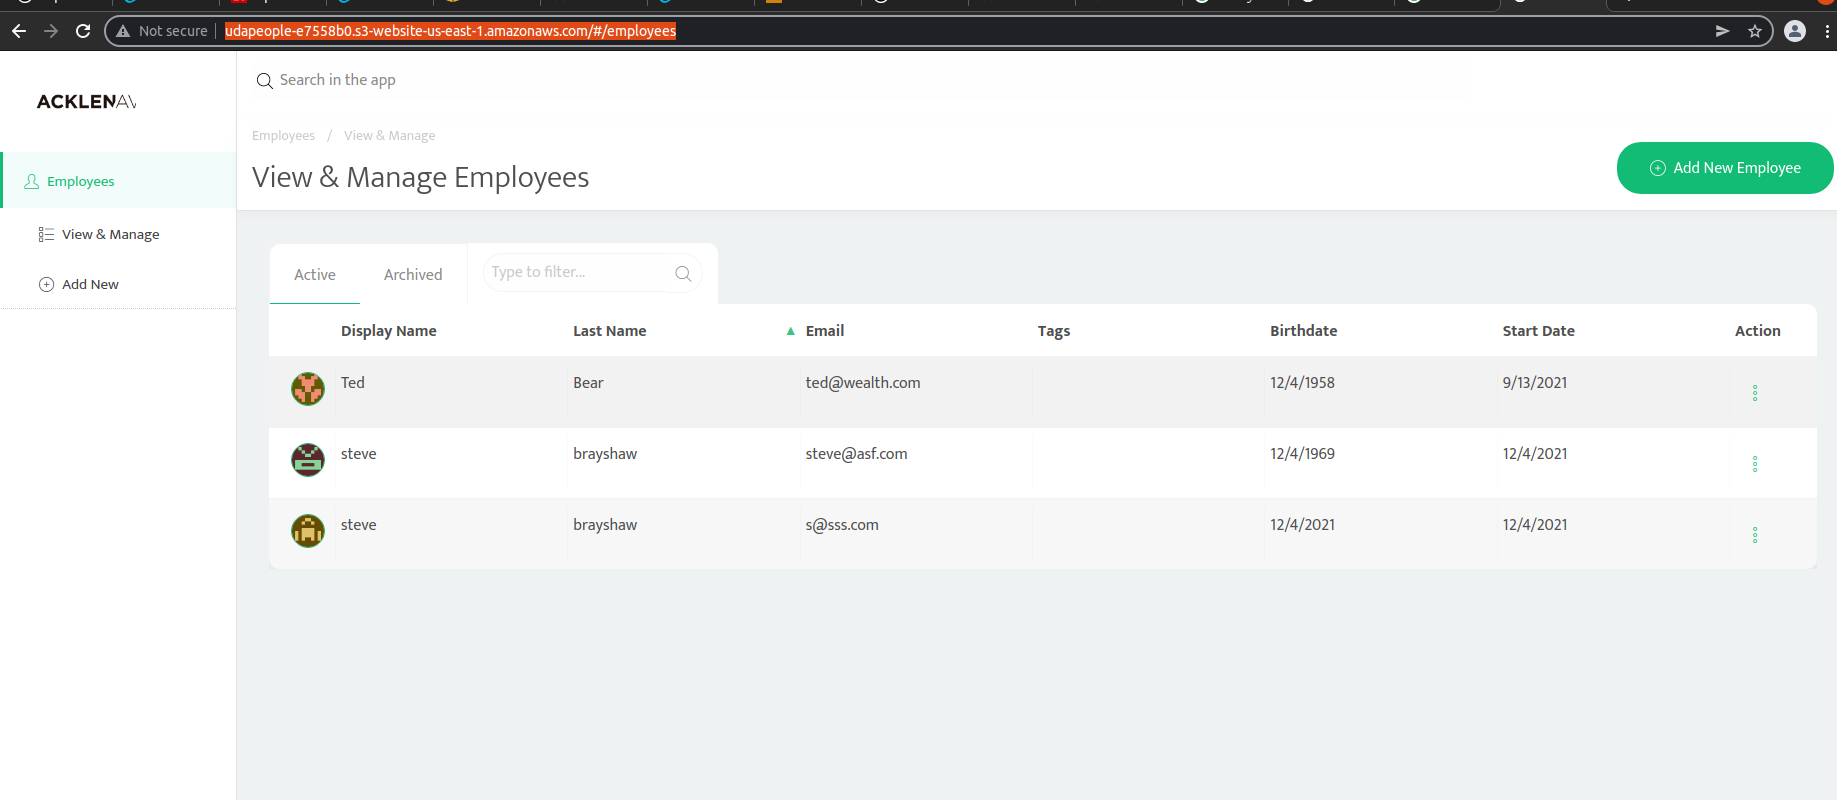 Not secure udapeople-e7558b0.s3-website-us-east-1.amazonaws.com/#/employees
ACKLENAV
Search in the app
Employees / View & Manage
View & Manage Employees
Add New Employee
Employees
View & Manage
Add New
Active Archived Type to filter...
Display Name Last Name ▲ Email Tags Birthdate Start Date Action
Ted Bear ted@wealth.com 12/4/1958 9/13/2021
steve brayshaw steve@asf.com 12/4/1969 12/4/2021
steve brayshaw s@sss.com 12/4/2021 12/4/2021